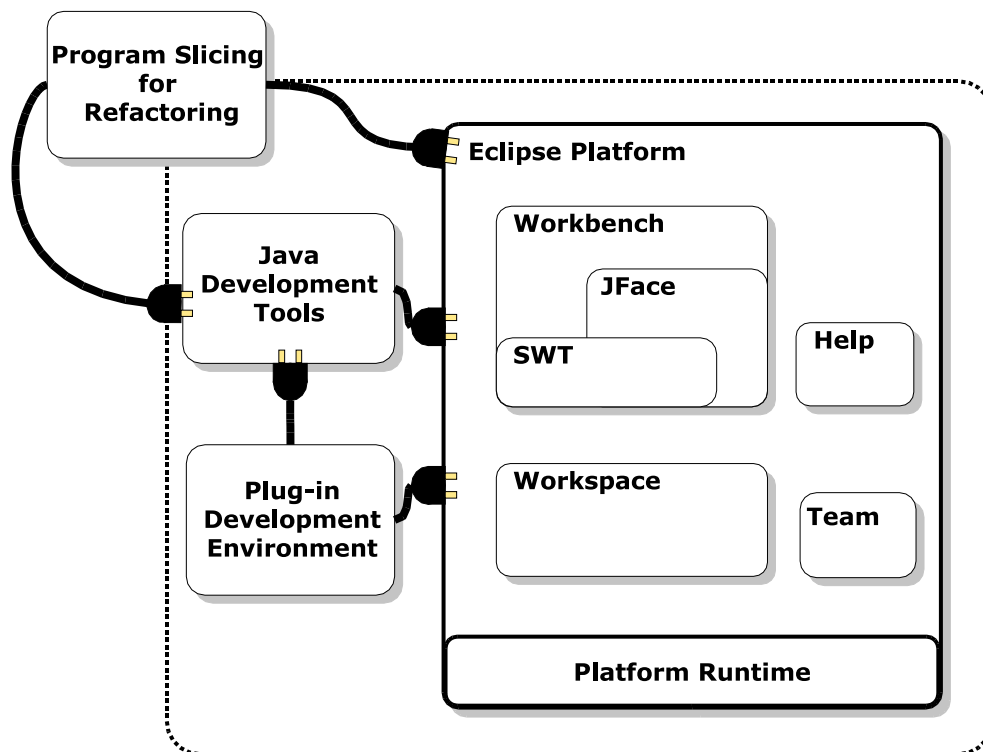 Program Slicing
for
Refactoring
Eclipse Platform
Workbench
Java
Development
Tools
JFace
SWT
Help
Plug-in
Development
Environment
Workspace
Team
Platform Runtime